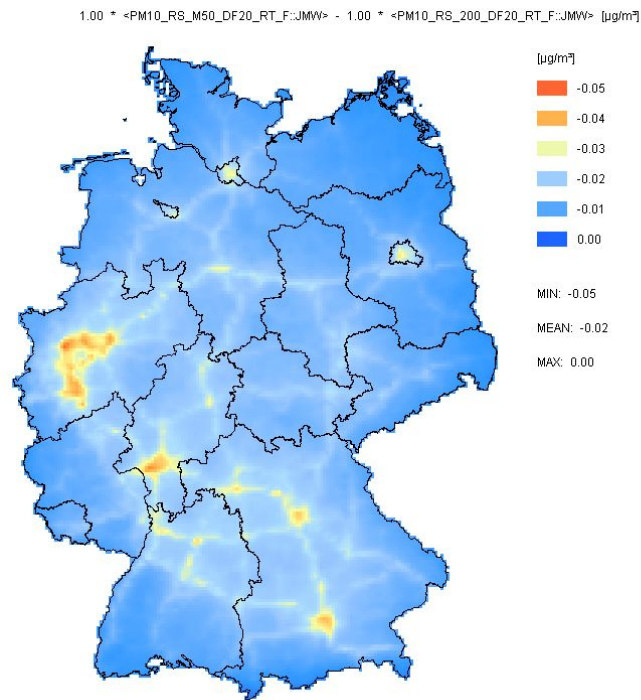 1.00 * <PM10_RS_M50_DF20_RT_F::JMW> - 1.00 * <PM10_RS_200_DF20_RT_F::JMW> [µg/m³]
[µg/m³]
-0.05
-0.04
-0.03
-0.02
-0.01
0.00
MIN: -0.05
MEAN: -0.02
MAX: 0.00